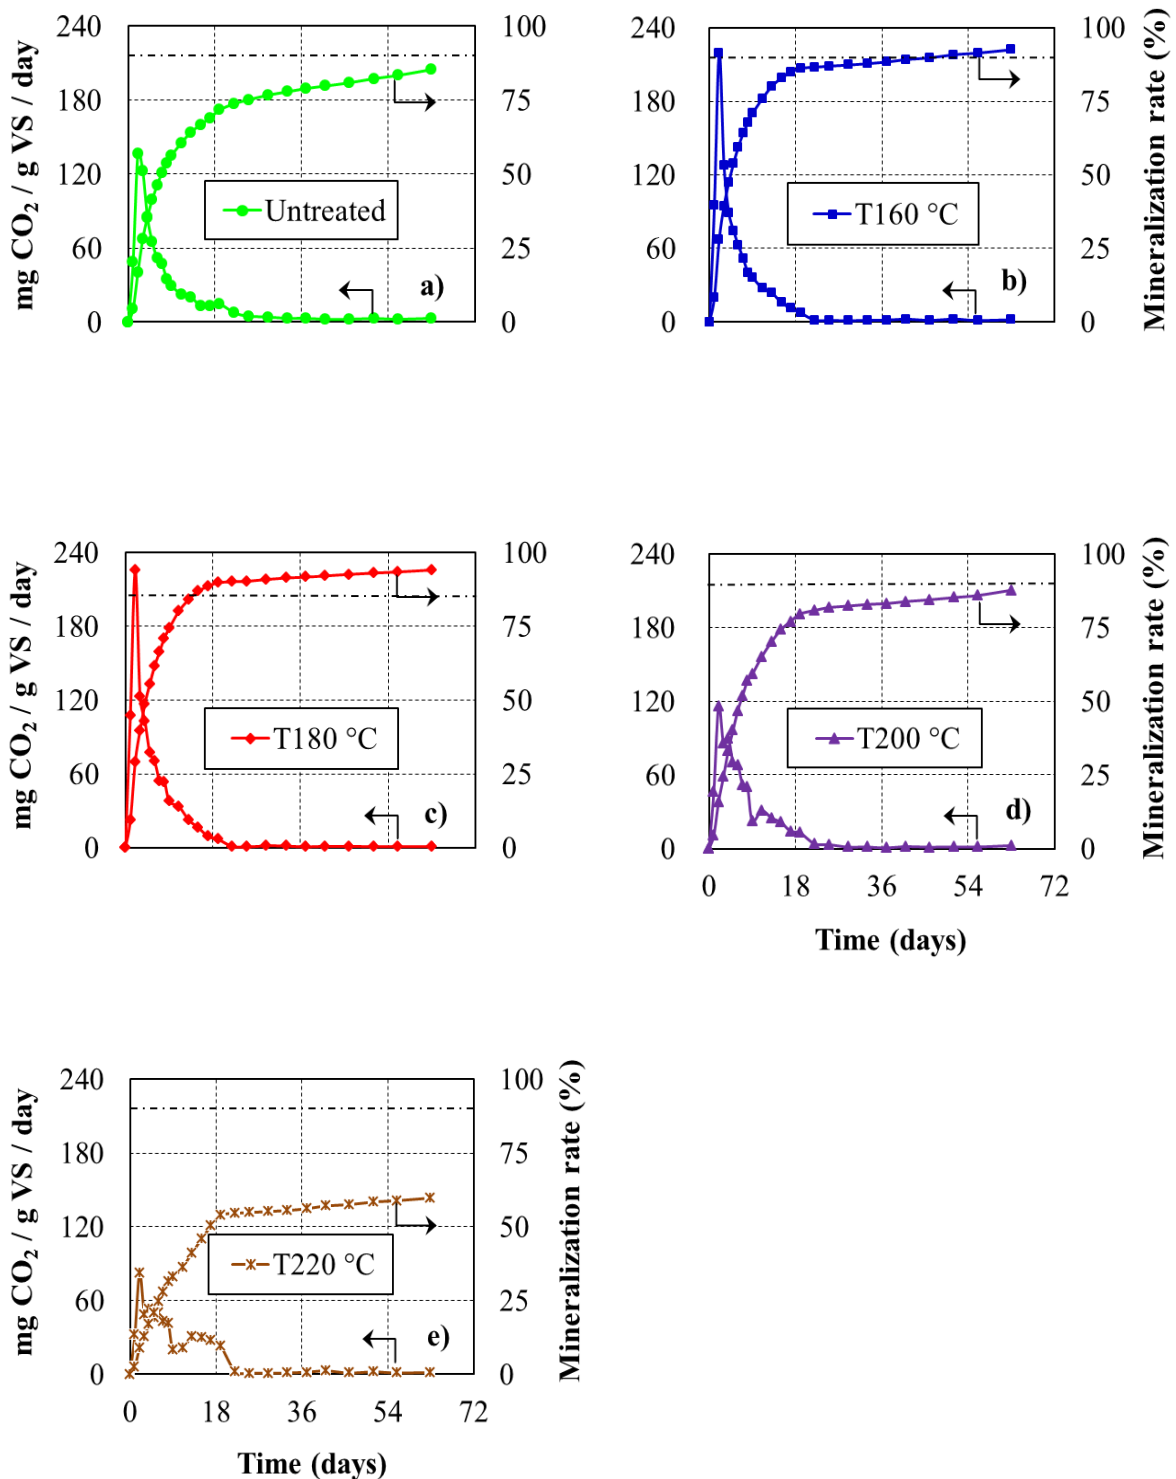 mg CO₂ / g VS / day
240
180
120
60
0
Untreated
a)
100
75
50
25
0
240
180
120
60
0
T160 °C
b)
100
75
50
25
0
Mineralization rate (%)
mg CO₂ / g VS / day
240
180
120
60
0
T180 °C
c)
100
75
50
25
0
240
180
120
60
0
T200 °C
d)
100
75
50
25
0
Mineralization rate (%)
0 18 36 54 72
Time (days)
mg CO₂ / g VS / day
240
180
120
60
0
T220 °C
e)
100
75
50
25
0
Mineralization rate (%)
0 18 36 54 72
Time (days)